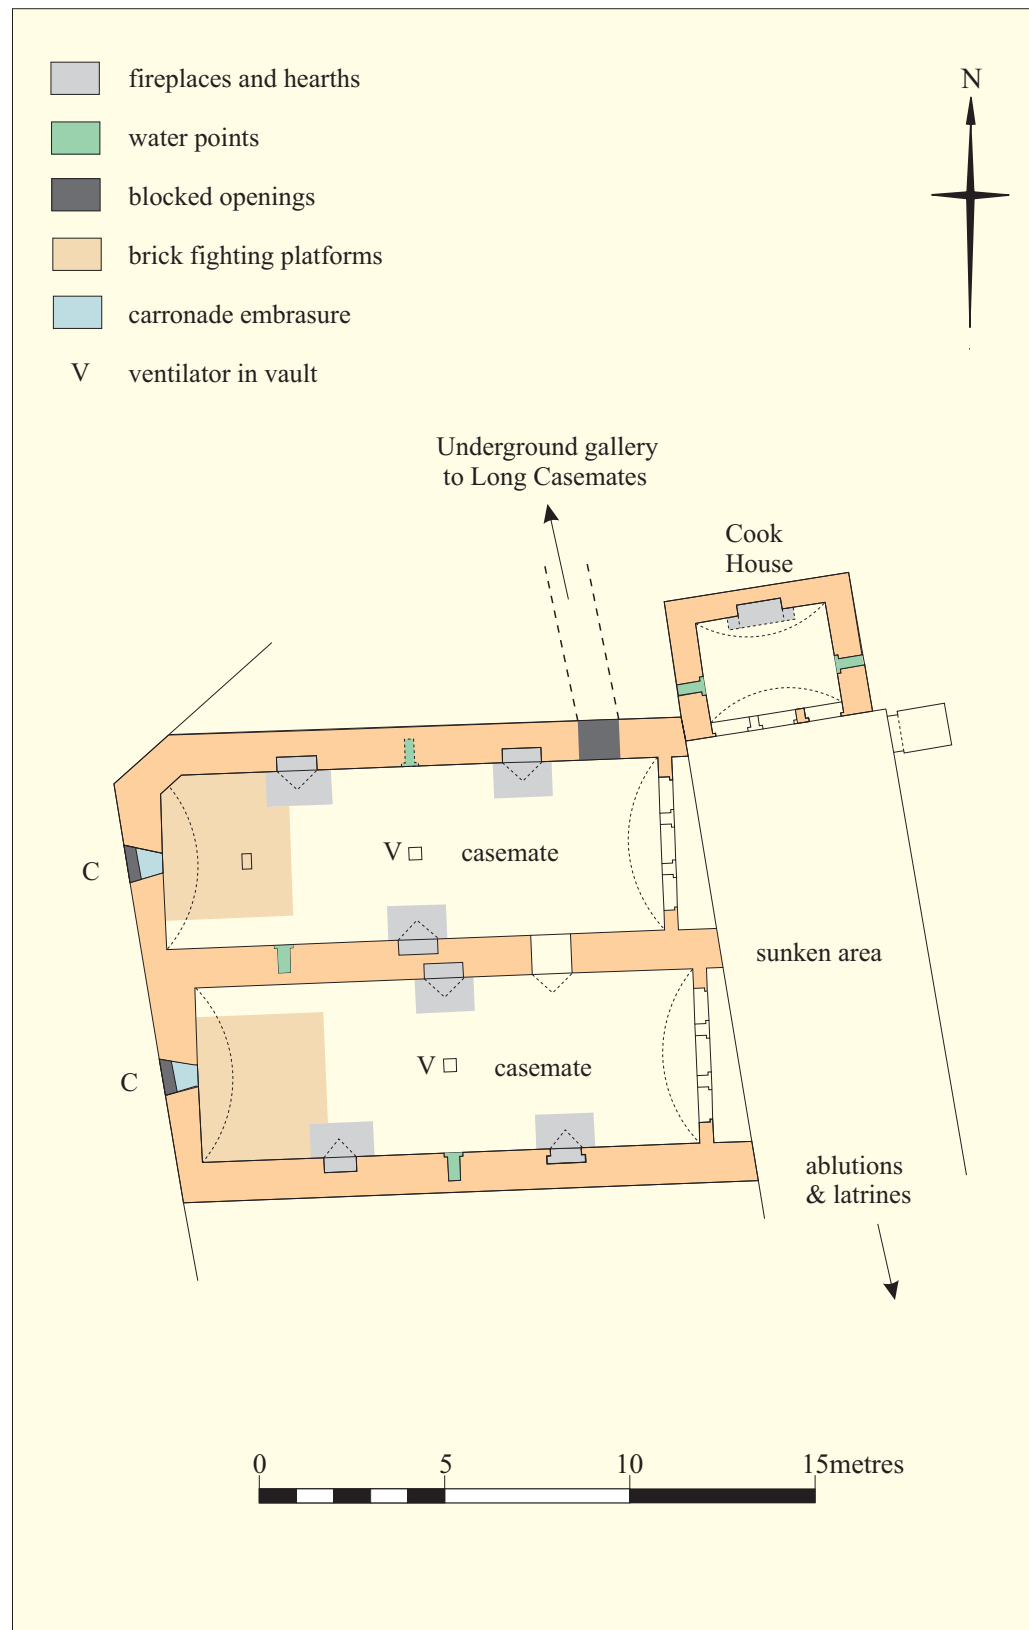 fireplaces and hearths
water points
blocked openings
brick fighting platforms
carronade embrasure
V ventilator in vault
N
Underground gallery
to Long Casemates
Cook
House
C
V casemate
sunken area
C
V casemate
ablutions
& latrines
0 5 10 15metres